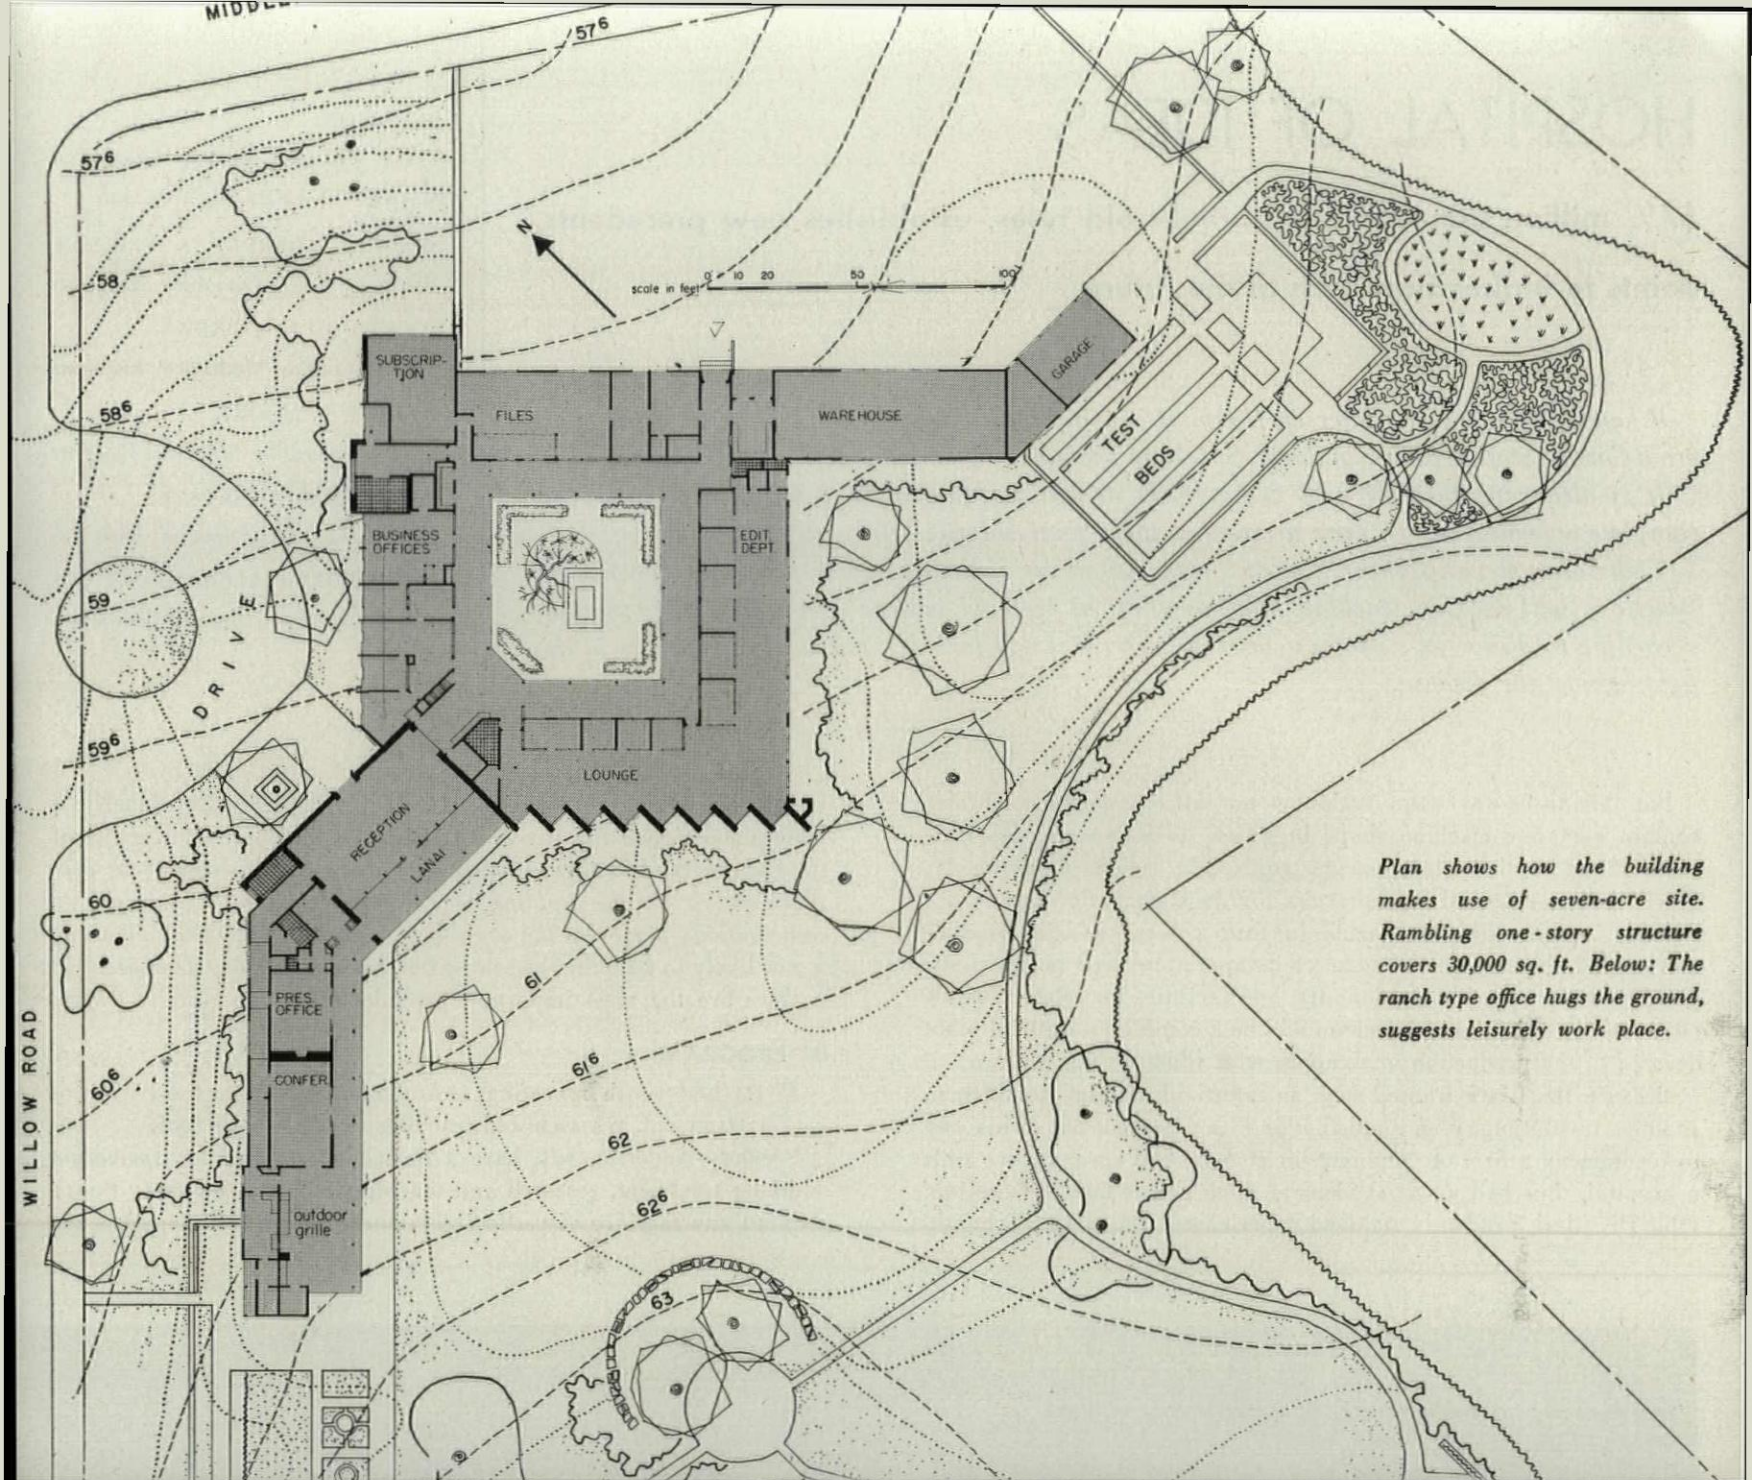 57⁶
57⁶
N
58
scale in feet 0 10 20 50 100
SUBSCRIP-
TION
GARAGE
58⁶
FILES
WAREHOUSE
TEST
BEDS
BUSINESS
OFFICES
EDIT.
DEPT
59
DRIVE
59⁶
LOUNGE
RECEPTION
LANAI
60
Plan shows how the building
makes use of seven-acre site.
Rambling one-story structure
covers 30,000 sq. ft. Below: The
ranch type office hugs the ground,
suggests leisurely work place.
61
PRES.
OFFICE
61⁶
CONFER.
60⁶
WILLOW ROAD
62
62⁶
outdoor
grille
63